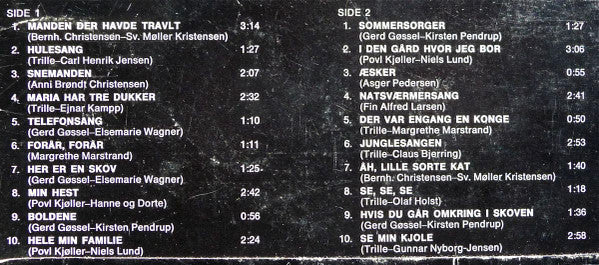 SIDE 1
1. MANDEN DER HAVDE TRAVLT 3:14
(Bernh. Christensen–Sv. Møller Kristensen)
2. HULESANG 1:27
(Trille–Carl Henrik Jensen)
3. SNEMANDEN 2:07
(Anni Brøndt Christensen)
4. MARIA HAR TRE DUKKER 2:32
(Trille–Ejnar Kampp)
5. TELEFONSANG 1:10
(Gerd Gøssel–Elsemarie Wagner)
6. FORÅR, FORÅR 1:11
(Margrethe Marstrand)
7. HER ER EN SKOV 1:25
(Gerd Gøssel–Elsemarie Wagner)
8. MIN HEST 2:42
(Povl Kjøller–Hanne og Dorte)
9. BOLDENE 0:56
(Gerd Gøssel–Kirsten Pendrup)
10. HELE MIN FAMILIE 2:24
(Povl Kjøller–Niels Lund)
SIDE 2
1. SOMMERSORGER 1:27
(Gerd Gøssel–Kirsten Pendrup)
2. I DEN GÅRD HVOR JEG BOR 3:06
(Povl Kjøller–Niels Lund)
3. ÆSKER 0:55
(Asger Pedersen)
4. NATSVÆRMERSANG 2:41
(Fin Alfred Larsen)
5. DER VAR ENGANG EN KONGE 0:50
(Trille–Margrethe Marstrand)
6. JUNGLESANGEN 2:53
(Trille–Claus Bjerring)
7. ÅH, LILLE SORTE KAT 1:40
(Bernh. Christensen–Sv. Møller Kristensen)
8. SE, SE, SE 1:18
(Trille–Olaf Holst)
9. HVIS DU GÅR OMKRING I SKOVEN 1:36
(Gerd Gøssel–Kirsten Pendrup)
10. SE MIN KJOLE 2:58
(Trille–Gunnar Nyborg-Jensen)